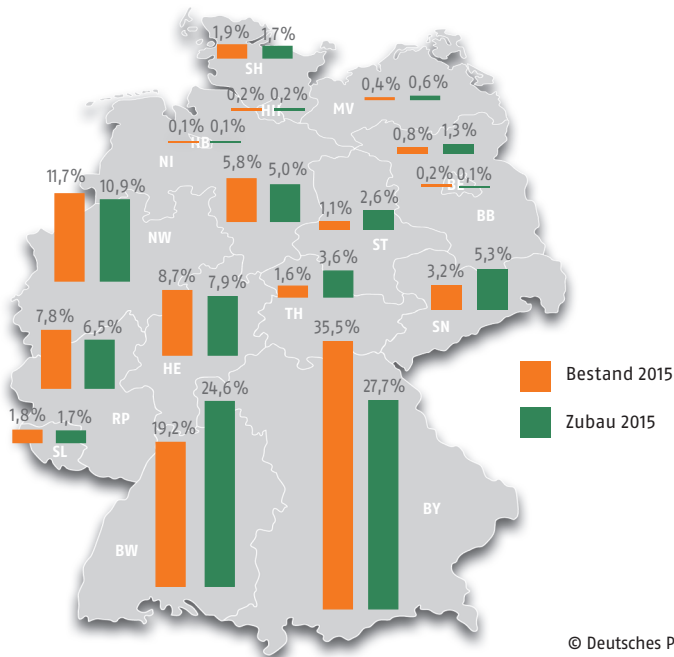 1,9% 1,7%
SH
0,2% 0,2%
HH
0,4% 0,6%
MV
0,1% 0,1%
HB
NI
0,8% 1,3%
0,2% 0,1%
BB
11,7% 10,9%
NW
5,8% 5,0%
1,1% 2,6%
ST
8,7% 7,9%
HE
1,6% 3,6%
TH
3,2% 5,3%
SN
7,8% 6,5%
RP
1,8% 1,7%
SL
19,2% 24,6%
BW
35,5% 27,7%
BY
Bestand 2015
Zubau 2015
© Deutsches P